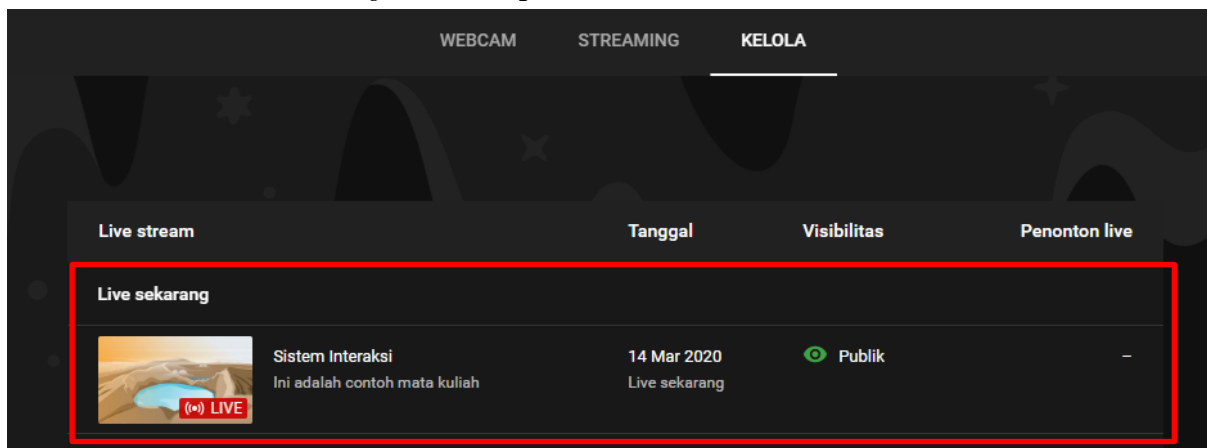 WEBCAM STREAMING KELOLA
Live stream Tanggal Visibilitas Penonton live
Live sekarang
Sistem Interaksi 14 Mar 2020 Publik –
Ini adalah contoh mata kuliah Live sekarang
LIVE